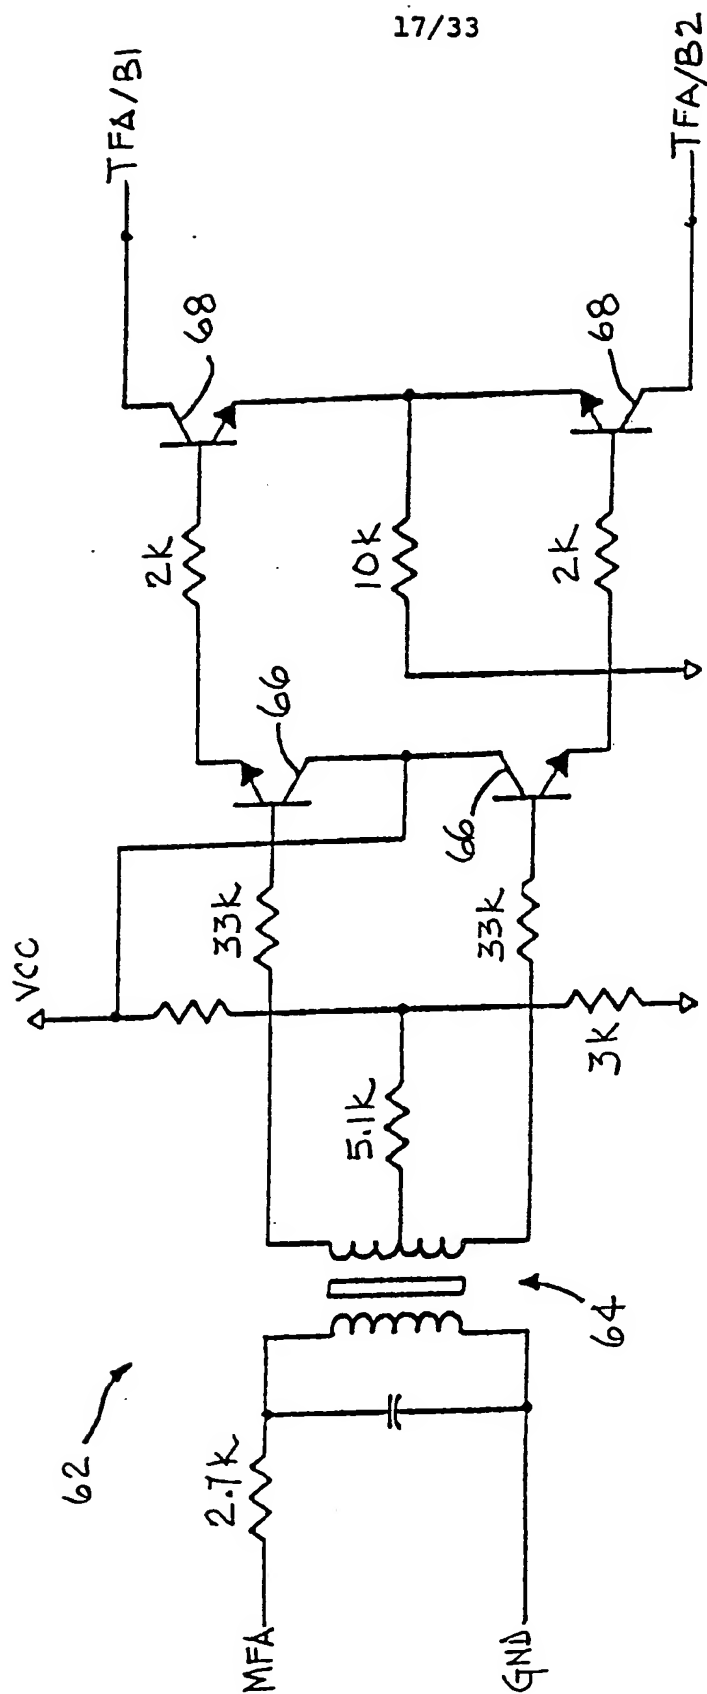 17/33
TFA/B1
TFA/B2
68
68
2K
10K
2K
66
66
VCC
33K
33K
5.1K
3K
64
62
2.7K
MFA
GND